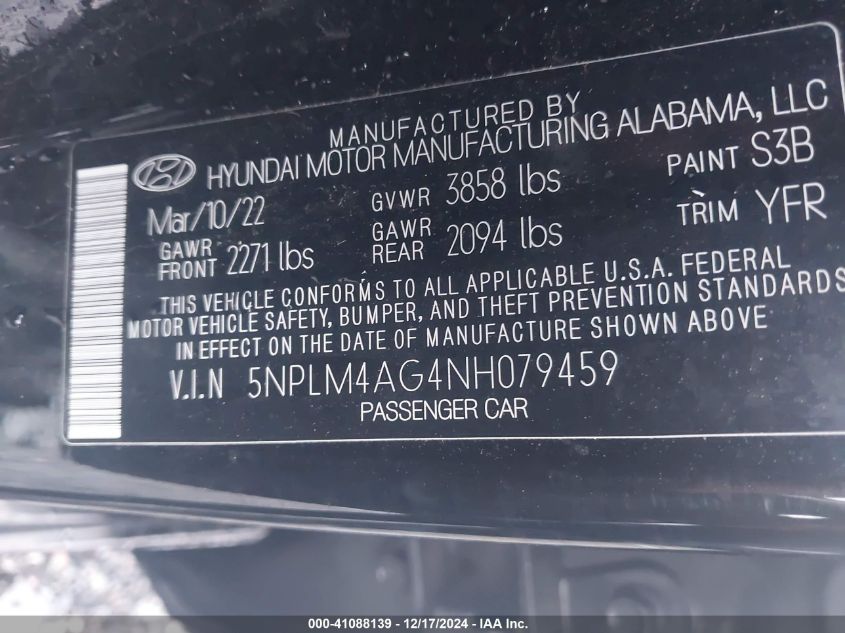 MANUFACTURED BY
HYUNDAI MOTOR MANUFACTURING ALABAMA, LLC
Mar/10/22 GVWR 3858 lbs PAINT S3B
GAWR FRONT 2271 lbs GAWR REAR 2094 lbs TRIM YFR
THIS VEHICLE CONFORMS TO ALL APPLICABLE U.S.A. FEDERAL
MOTOR VEHICLE SAFETY, BUMPER, AND THEFT PREVENTION STANDARDS
IN EFFECT ON THE DATE OF MANUFACTURE SHOWN ABOVE
V.I.N 5NPLM4AG4NH079459
PASSENGER CAR
000-41088139 - 12/17/2024 - IAA Inc.